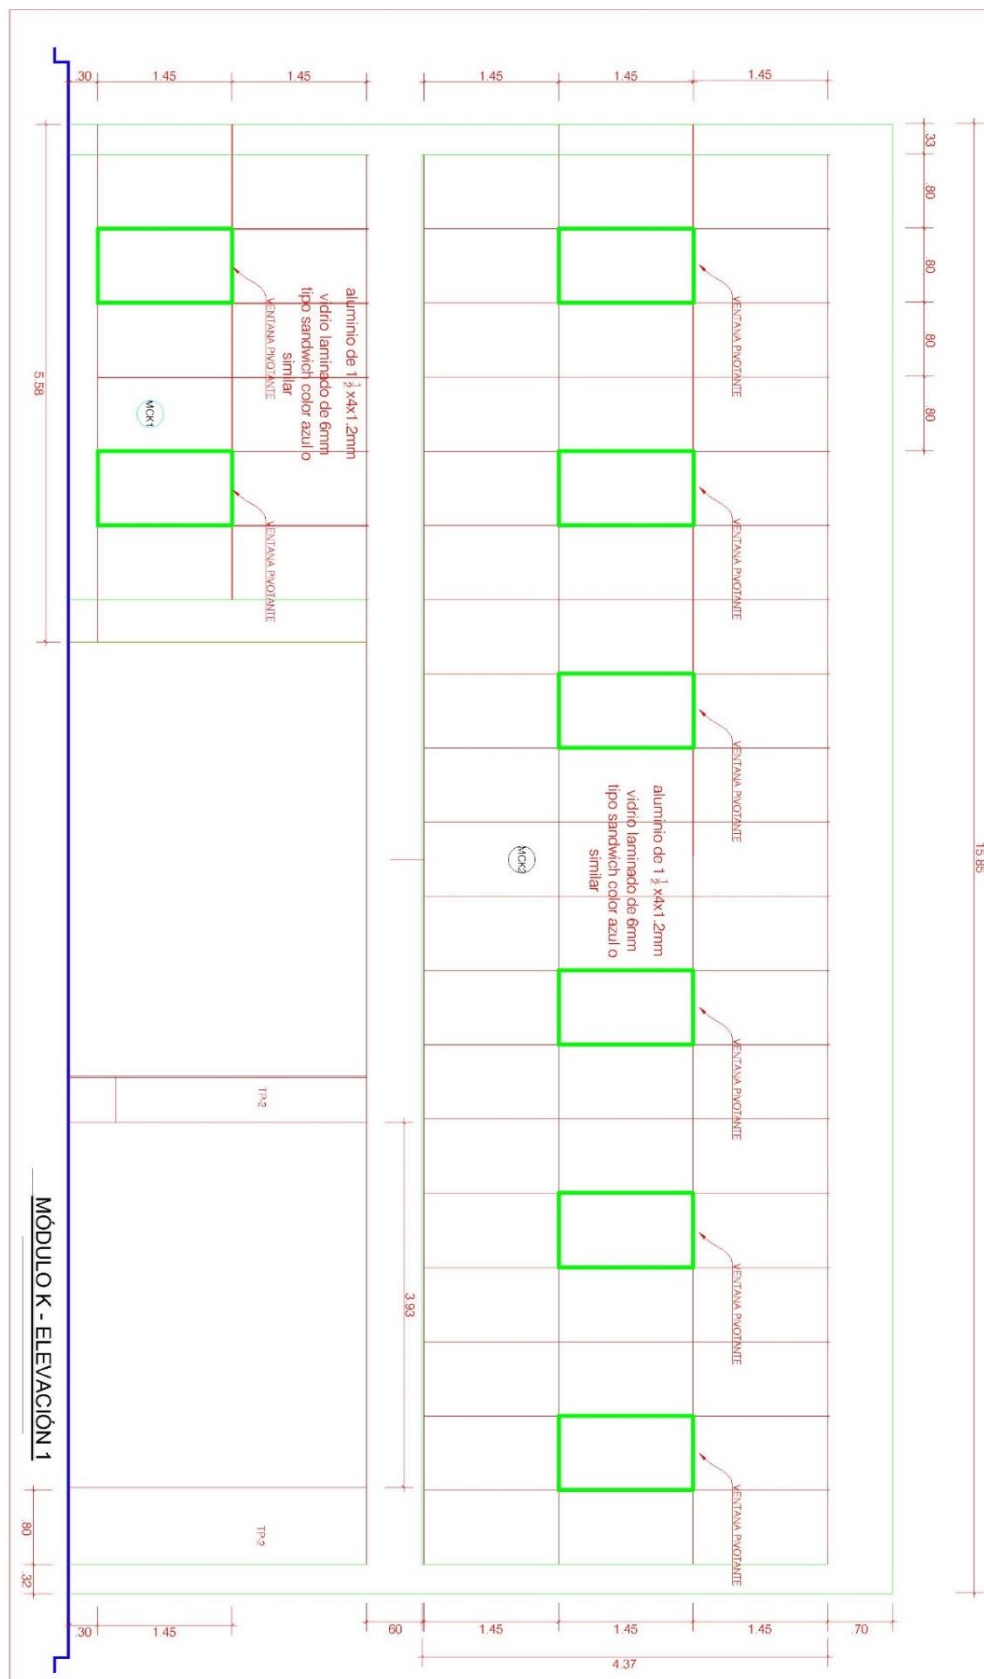 .30
1.45
1.45
1.45
1.45
1.45
.33
.80
.80
.80
.80
15.85
5.58
VENTANA PIVOTANTE
VENTANA PIVOTANTE
aluminio de 1 ½ x4x1.2mm
vidrio laminado de 6mm
tipo sandwich color azul o
similar
MCK1
VENTANA PIVOTANTE
VENTANA PIVOTANTE
VENTANA PIVOTANTE
aluminio de 1 ½ x4x1.2mm
vidrio laminado de 6mm
tipo sandwich color azul o
similar
MCK2
VENTANA PIVOTANTE
VENTANA PIVOTANTE
VENTANA PIVOTANTE
TP-2
3.93
TP-2
MÓDULO K - ELEVACIÓN 1
.80
.32
.30
1.45
.60
1.45
1.45
1.45
.70
4.37